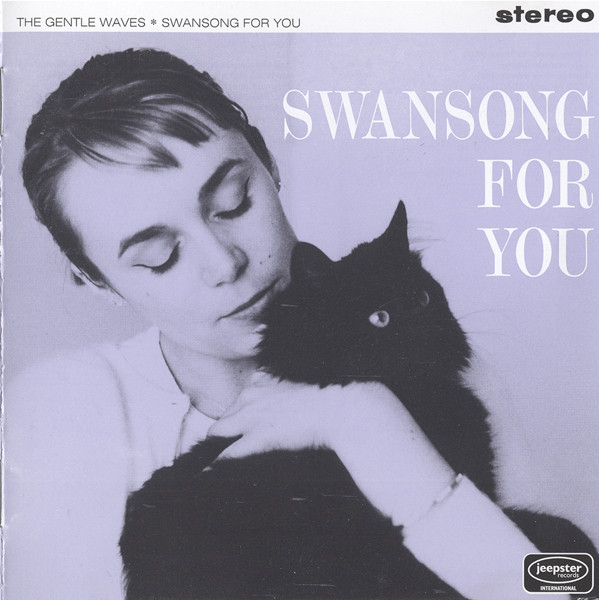 THE GENTLE WAVES * SWANSONG FOR YOU
stereo
SWANSONG
FOR
YOU
jeepster
records
INTERNATIONAL